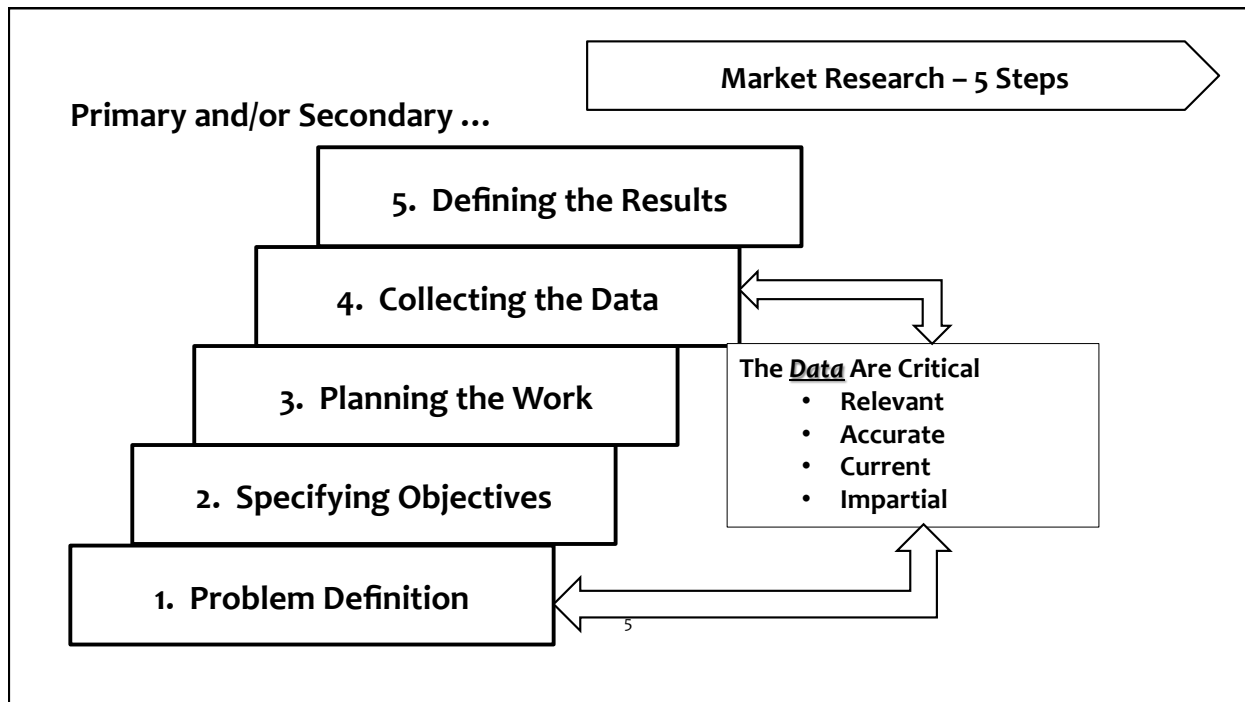 Market Research – 5 Steps
Primary and/or Secondary ...
5. Defining the Results
4. Collecting the Data
3. Planning the Work
2. Specifying Objectives
1. Problem Definition
The Data Are Critical
• Relevant
• Accurate
• Current
• Impartial
5